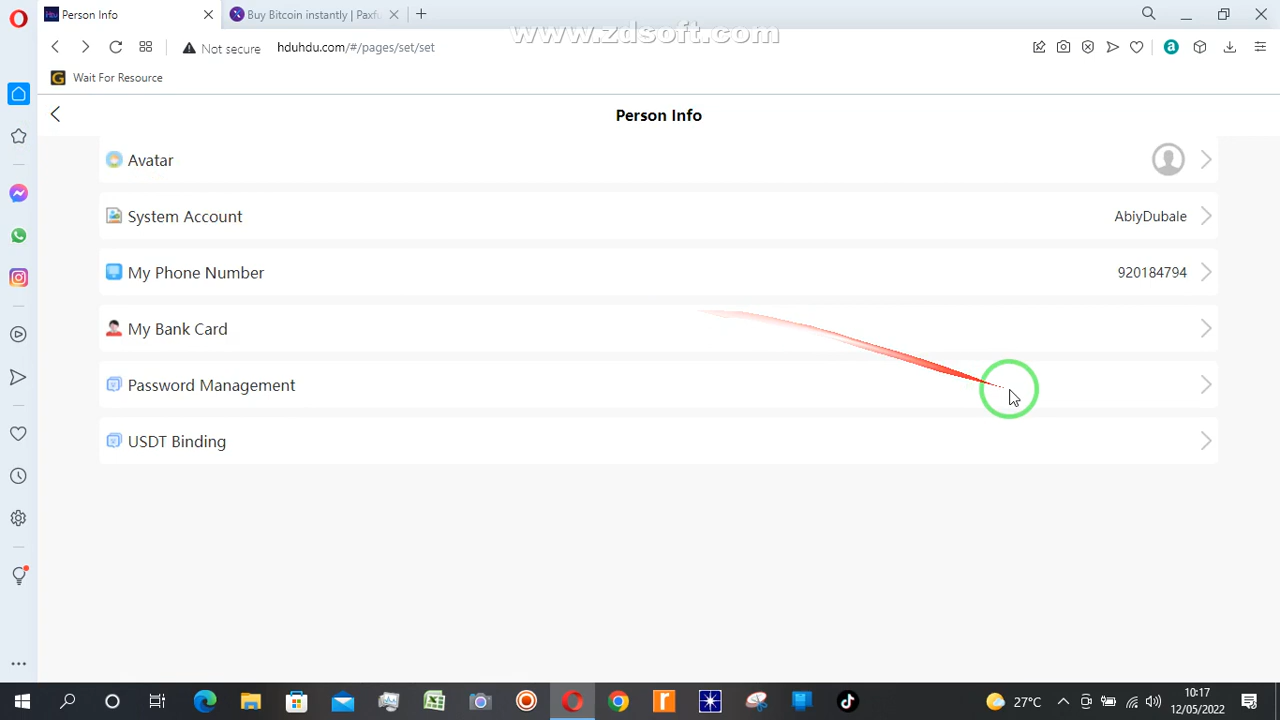 Person Info
Buy Bitcoin instantly | Paxfu
www.zdsoft.com
Not secure
hduhdu.com/#/pages/set/set
Wait For Resource
Person Info
Avatar
System Account
AbiyDubale
My Phone Number
920184794
My Bank Card
Password Management
USDT Binding
27°C
10:17
12/05/2022